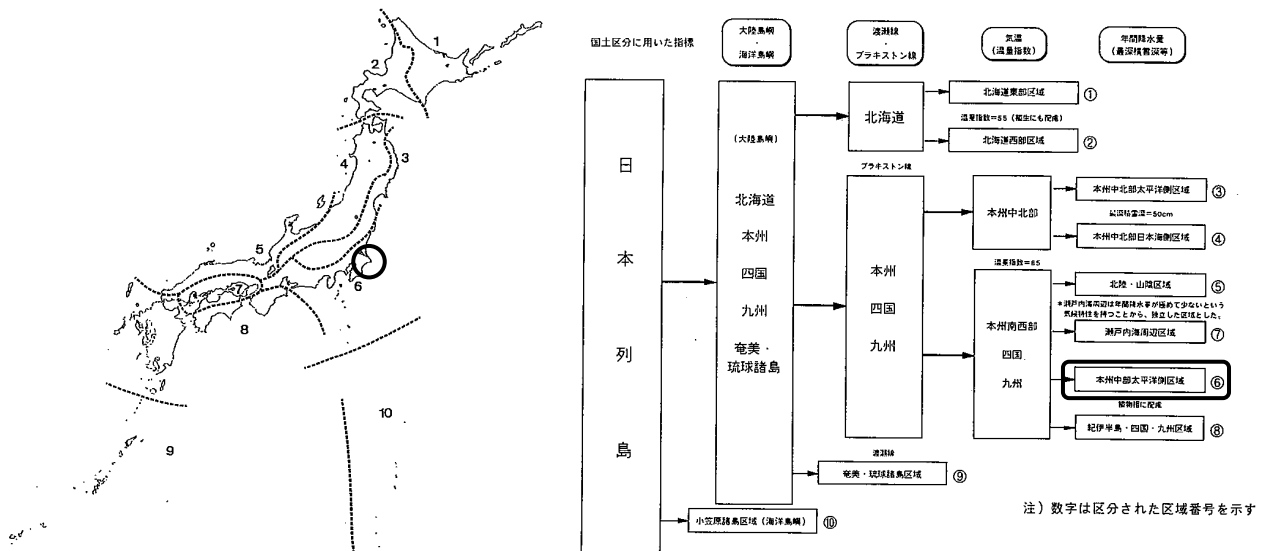 1
2
3
4
5
6
7
8
9
10
国土区分に用いた指標
大陸島嶼
・
海洋島嶼
渡瀬線
・
ブラキストン線
気温
(温量指数)
年間降水量
(最深積雪深等)
日本列島
(大陸島嶼)
北海道
本州
四国
九州
奄美・
琉球諸島
北海道
北海道東部区域
①
温量指数=55(植生にも配慮)
北海道西部区域
②
ブラキストン線
本州
四国
九州
本州中北部
本州中北部太平洋側区域
③
最深積雪深=50cm
本州中北部日本海側区域
④
温量指数=85
本州南西部
四国
九州
北陸・山陰区域
⑤
*瀬戸内海周辺は年間降水量が極めて少ないという
気候特性を持つことから、独立した区域とした。
瀬戸内海周辺区域
⑦
本州中部太平洋側区域
⑥
植物相に配慮
紀伊半島・四国・九州区域
⑧
渡瀬線
奄美・琉球諸島区域
⑨
小笠原諸島区域(海洋島嶼)
⑩
注)数字は区分された区域番号を示す